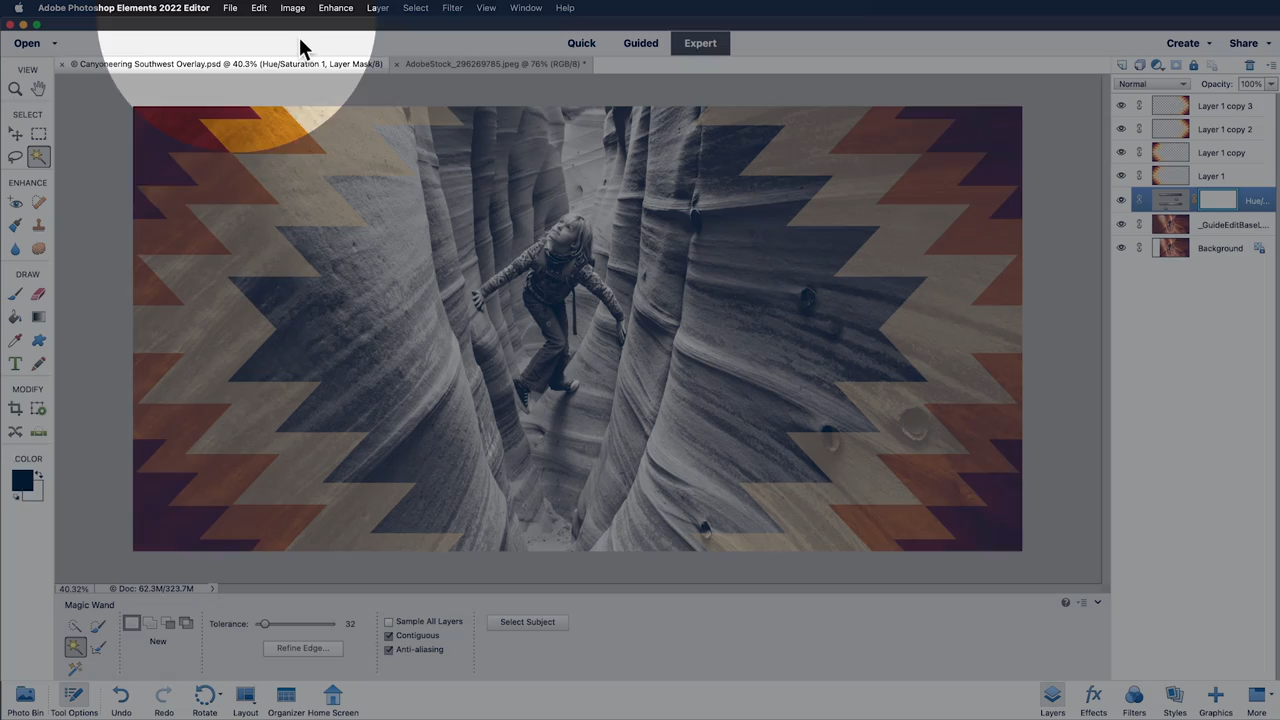 Adobe Photoshop Elements 2022 Editor File Edit Image Enhance Layer Select Filter View Window Help
Open Quick Guided Expert Create Share
× © Canyoneering Southwest Overlay.psd @ 40.3% (Hue/Saturation 1, Layer Mask/8) × AdobeStock_296269785.jpeg @ 76% (RGB/8) *
VIEW
SELECT
ENHANCE
DRAW
MODIFY
COLOR
Normal Opacity: 100%
Layer 1 copy 3
Layer 1 copy 2
Layer 1 copy
Layer 1
Hue/...
_GuideEditBaseL...
Background
40.32% © Doc: 62.3M/323.7M
Magic Wand
New
Tolerance: 32
Refine Edge...
Sample All Layers
Contiguous
Anti-aliasing
Select Subject
Photo Bin Tool Options Undo Redo Rotate Layout Organizer Home Screen Layers Effects Filters Styles Graphics More